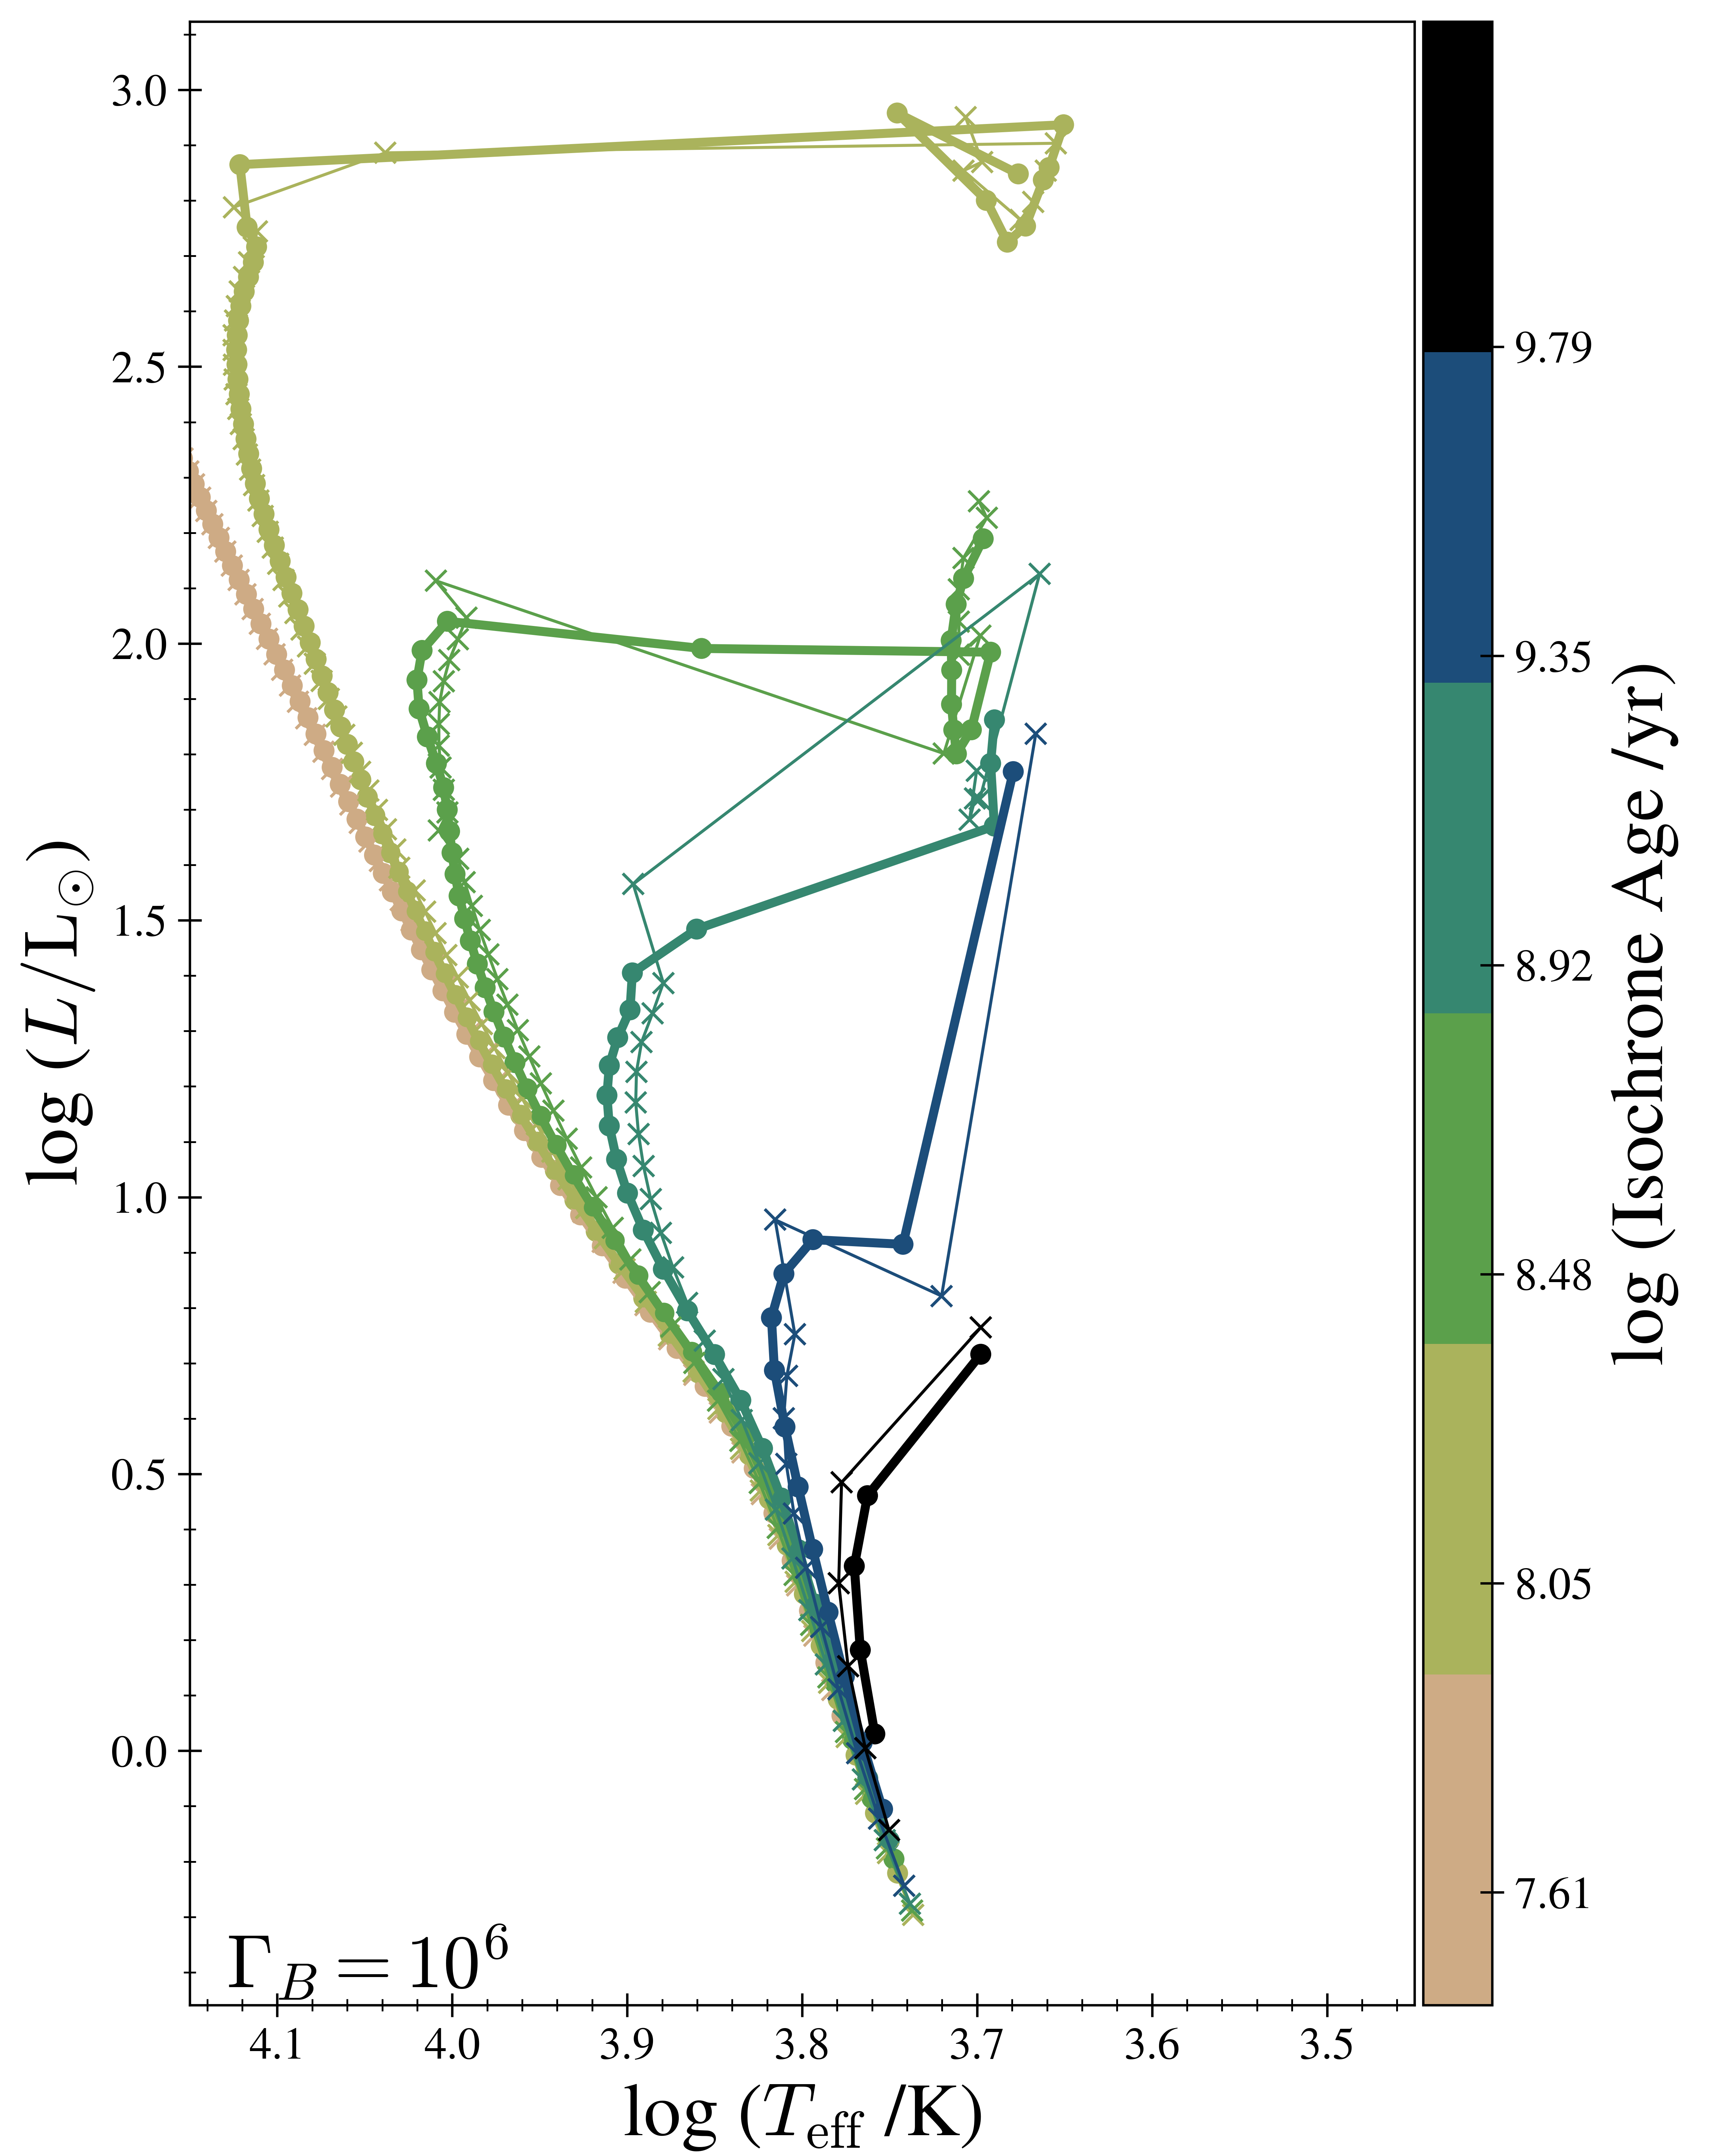 3.0
2.5
2.0
1.5
1.0
0.5
0.0
log (L//L⊙)
Γ_B = 10^6
4.1 4.0 3.9 3.8 3.7 3.6 3.5
log (T_eff /K)
9.79
9.35
8.92
8.48
8.05
7.61
log (Isochrone Age /yr)